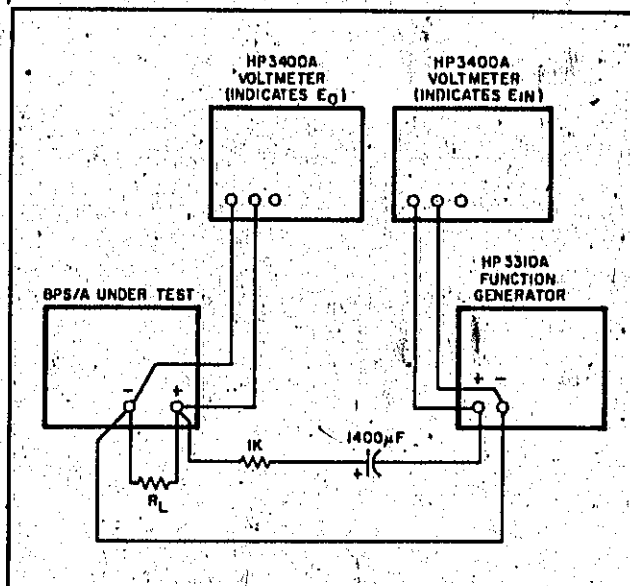 HP3400A
VOLTMETER
(INDICATES EO)
HP3400A
VOLTMETER
(INDICATES EIN)
BPS/A UNDER TEST
HP 3310A
FUNCTION
GENERATOR
- +
+ -
1K
1400µF
+
RL